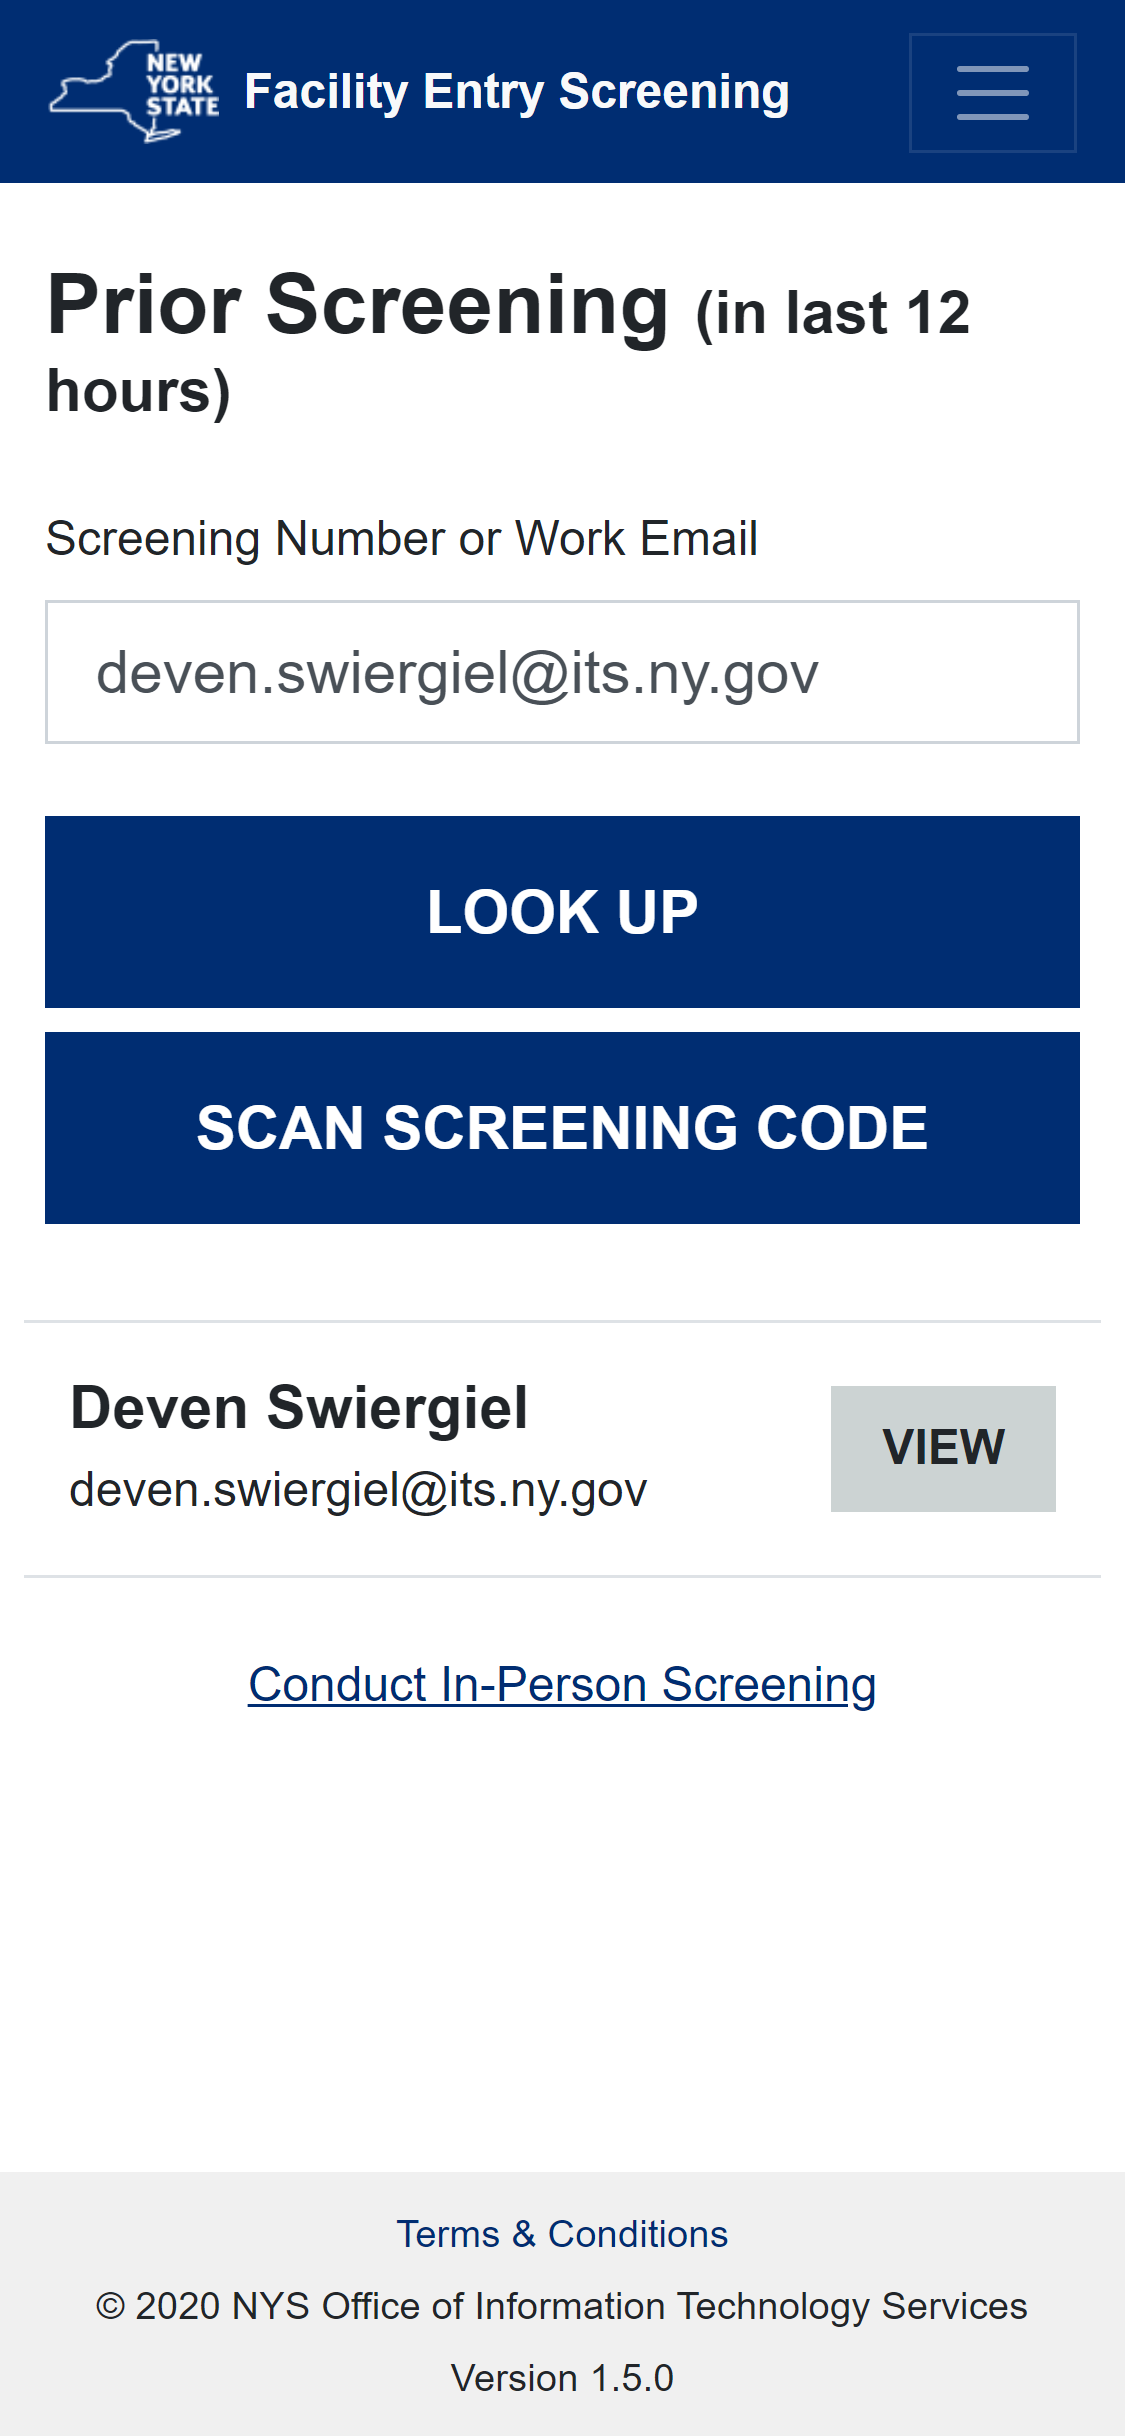 NEW
YORK
STATE
Facility Entry Screening
Prior Screening (in last 12
hours)
Screening Number or Work Email
deven.swiergiel@its.ny.gov
LOOK UP
SCAN SCREENING CODE
Deven Swiergiel
VIEW
deven.swiergiel@its.ny.gov
Conduct In-Person Screening
Terms & Conditions
© 2020 NYS Office of Information Technology Services
Version 1.5.0